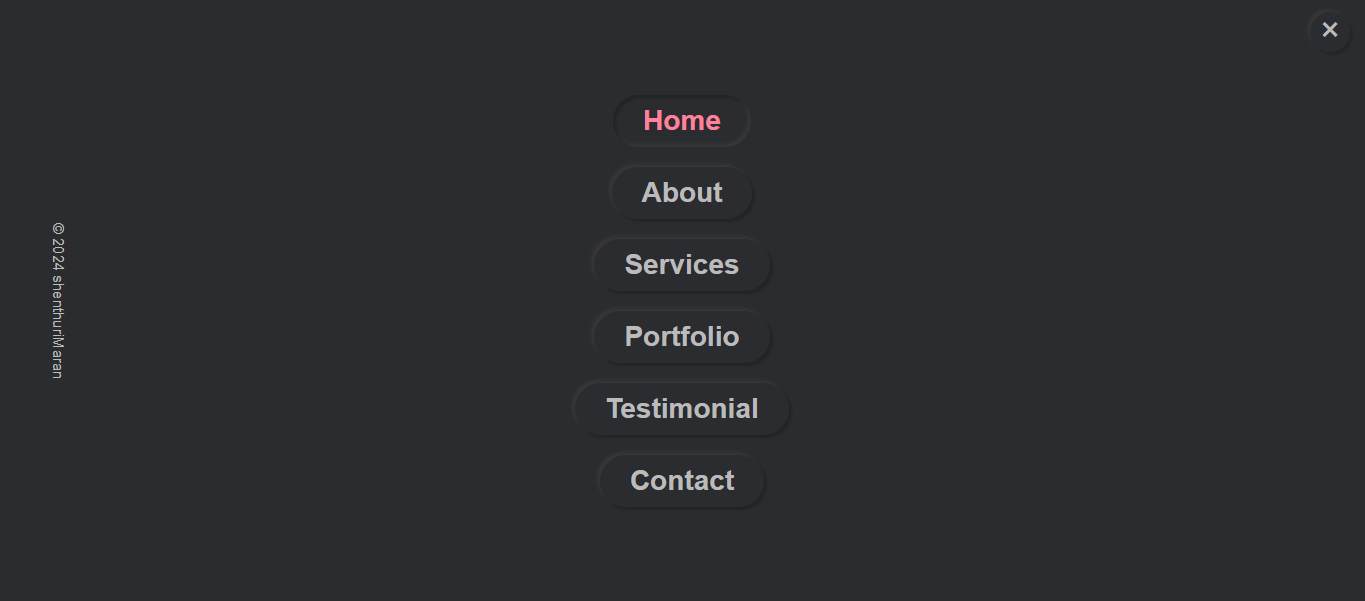 ×
Home
About
Services
Portfolio
Testimonial
Contact
© 2024 shenthuriMaran